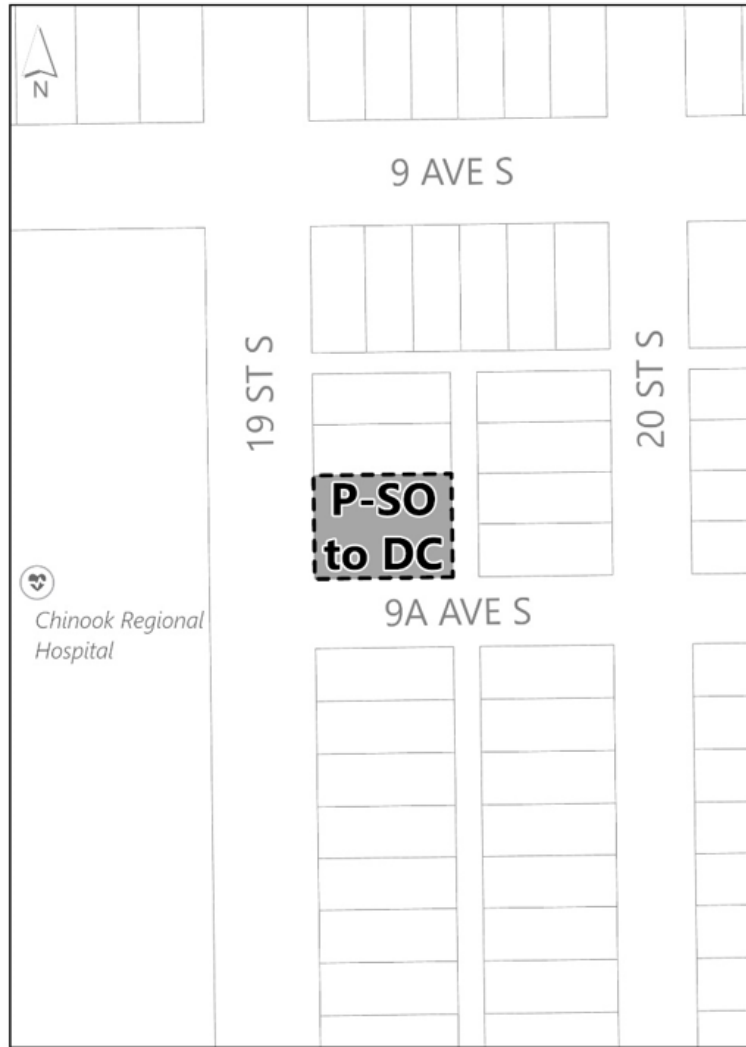 N
9 AVE S
19 ST S
20 ST S
P-SO
to DC
9A AVE S
Chinook Regional
Hospital